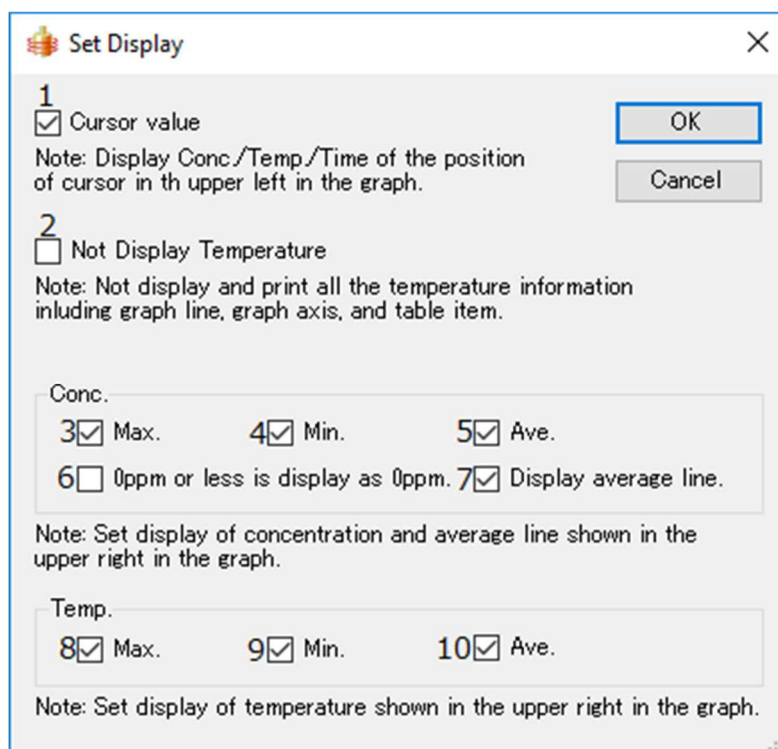 Set Display
1
Cursor value
OK
Note: Display Conc./Temp./Time of the position
of cursor in th upper left in the graph.
Cancel
2
Not Display Temperature
Note: Not display and print all the temperature information
inluding graph line, graph axis, and table item.
Conc.
3 Max. 4 Min. 5 Ave.
6 0ppm or less is display as 0ppm. 7 Display average line.
Note: Set display of concentration and average line shown in the
upper right in the graph.
Temp.
8 Max. 9 Min. 10 Ave.
Note: Set display of temperature shown in the upper right in the graph.